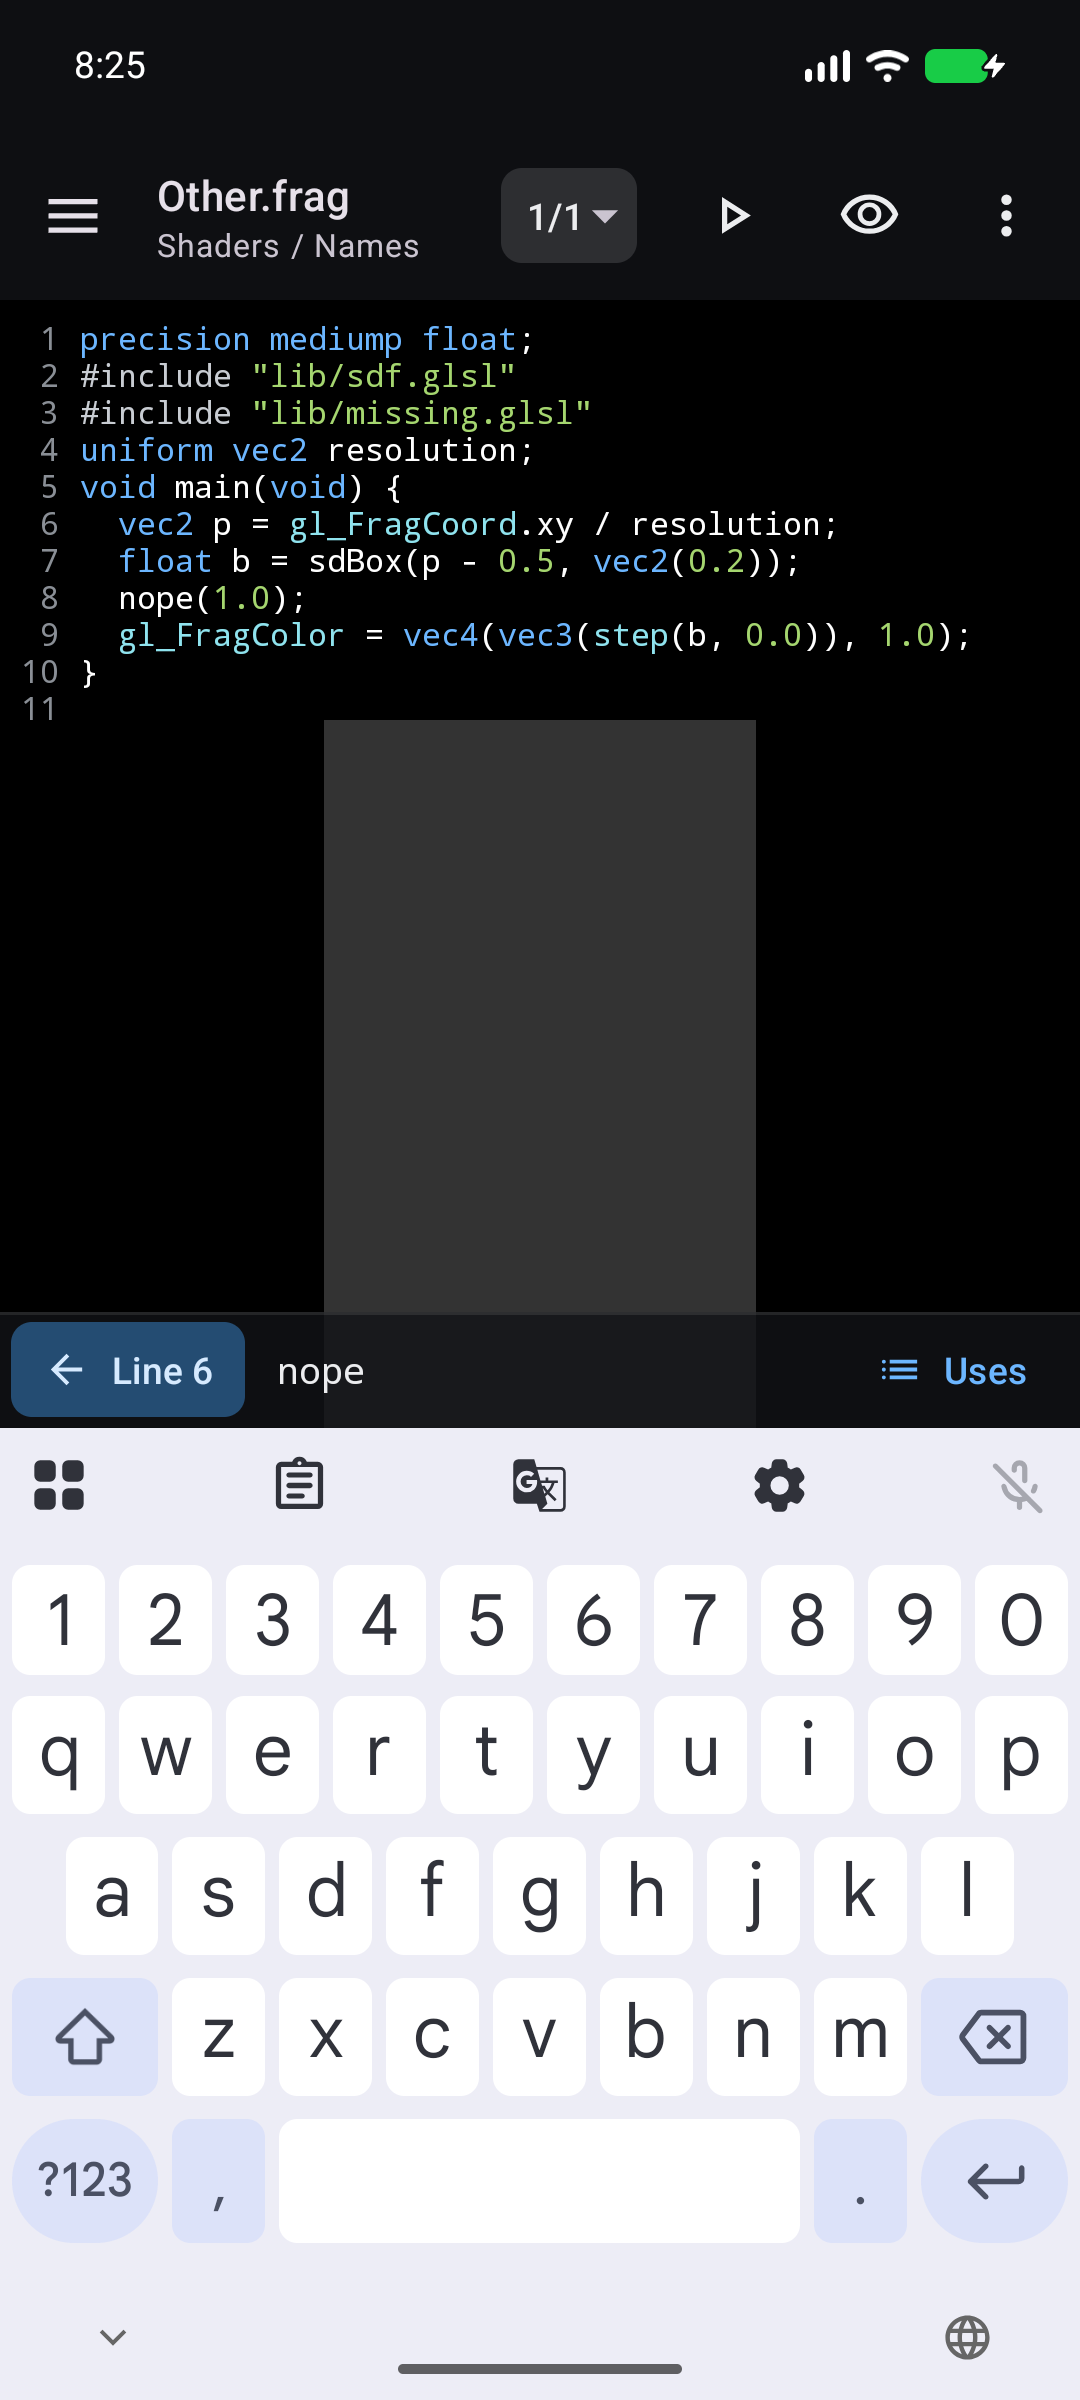 8:25
Other.frag
Shaders / Names
1/1
1 precision mediump float;
2 #include "lib/sdf.glsl"
3 #include "lib/missing.glsl"
4 uniform vec2 resolution;
5 void main(void) {
6   vec2 p = gl_FragCoord.xy / resolution;
7   float b = sdBox(p - 0.5, vec2(0.2));
8   nope(1.0);
9   gl_FragColor = vec4(vec3(step(b, 0.0)), 1.0);
10 }
11
Line 6 nope Uses
1 2 3 4 5 6 7 8 9 0
q w e r t y u i o p
a s d f g h j k l
z x c v b n m
?123 , .